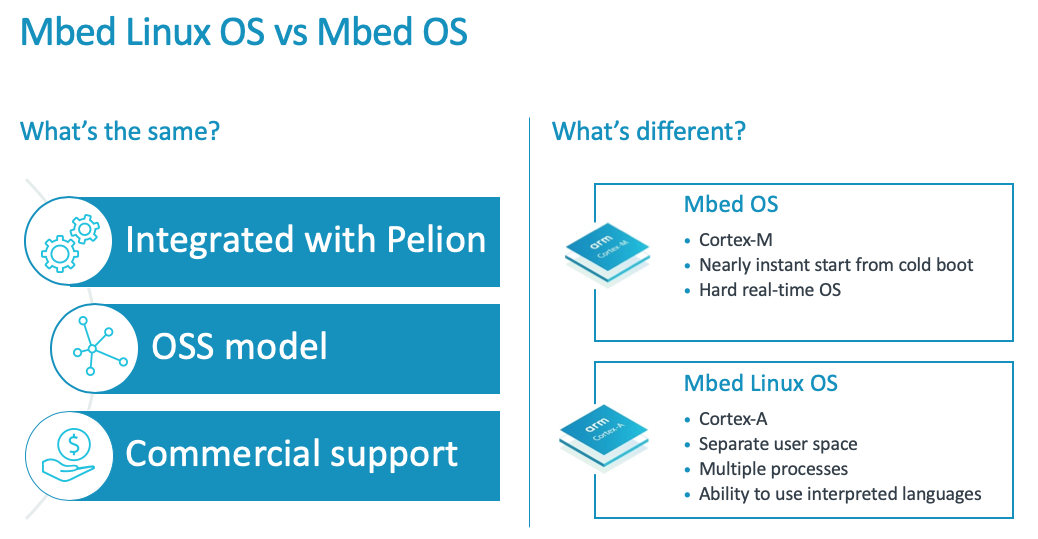 Mbed Linux OS vs Mbed OS
What's the same?
Integrated with Pelion
OSS model
$
Commercial support
What's different?
arm
Cortex-M
Mbed OS
• Cortex-M
• Nearly instant start from cold boot
• Hard real-time OS
arm
Cortex-A
Mbed Linux OS
• Cortex-A
• Separate user space
• Multiple processes
• Ability to use interpreted languages